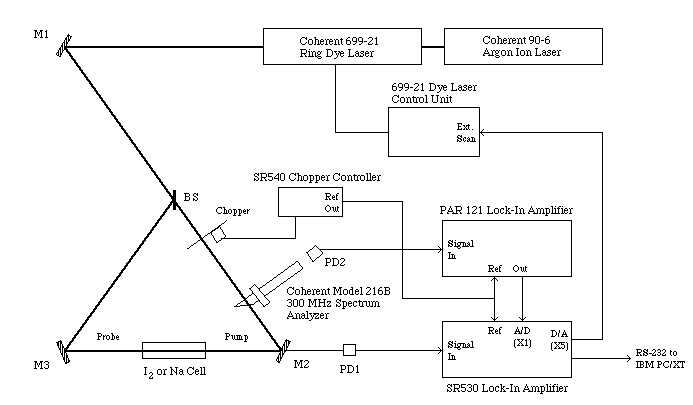 M1
Coherent 699-21
Ring Dye Laser
Coherent 90-6
Argon Ion Laser
699-21 Dye Laser
Control Unit
Ext.
Scan
SR540 Chopper Controller
BS
Chopper
Ref
Out
PAR 121 Lock-In Amplifier
Signal
In
PD2
Ref Out
Coherent Model 216B
300 MHz Spectrum
Analyzer
Probe
Pump
Ref
A/D
(X1)
D/A
(X5)
Signal
In
M3
M2
I2 or Na Cell
PD1
RS-232 to
IBM PC/XT
SR530 Lock-In Amplifier